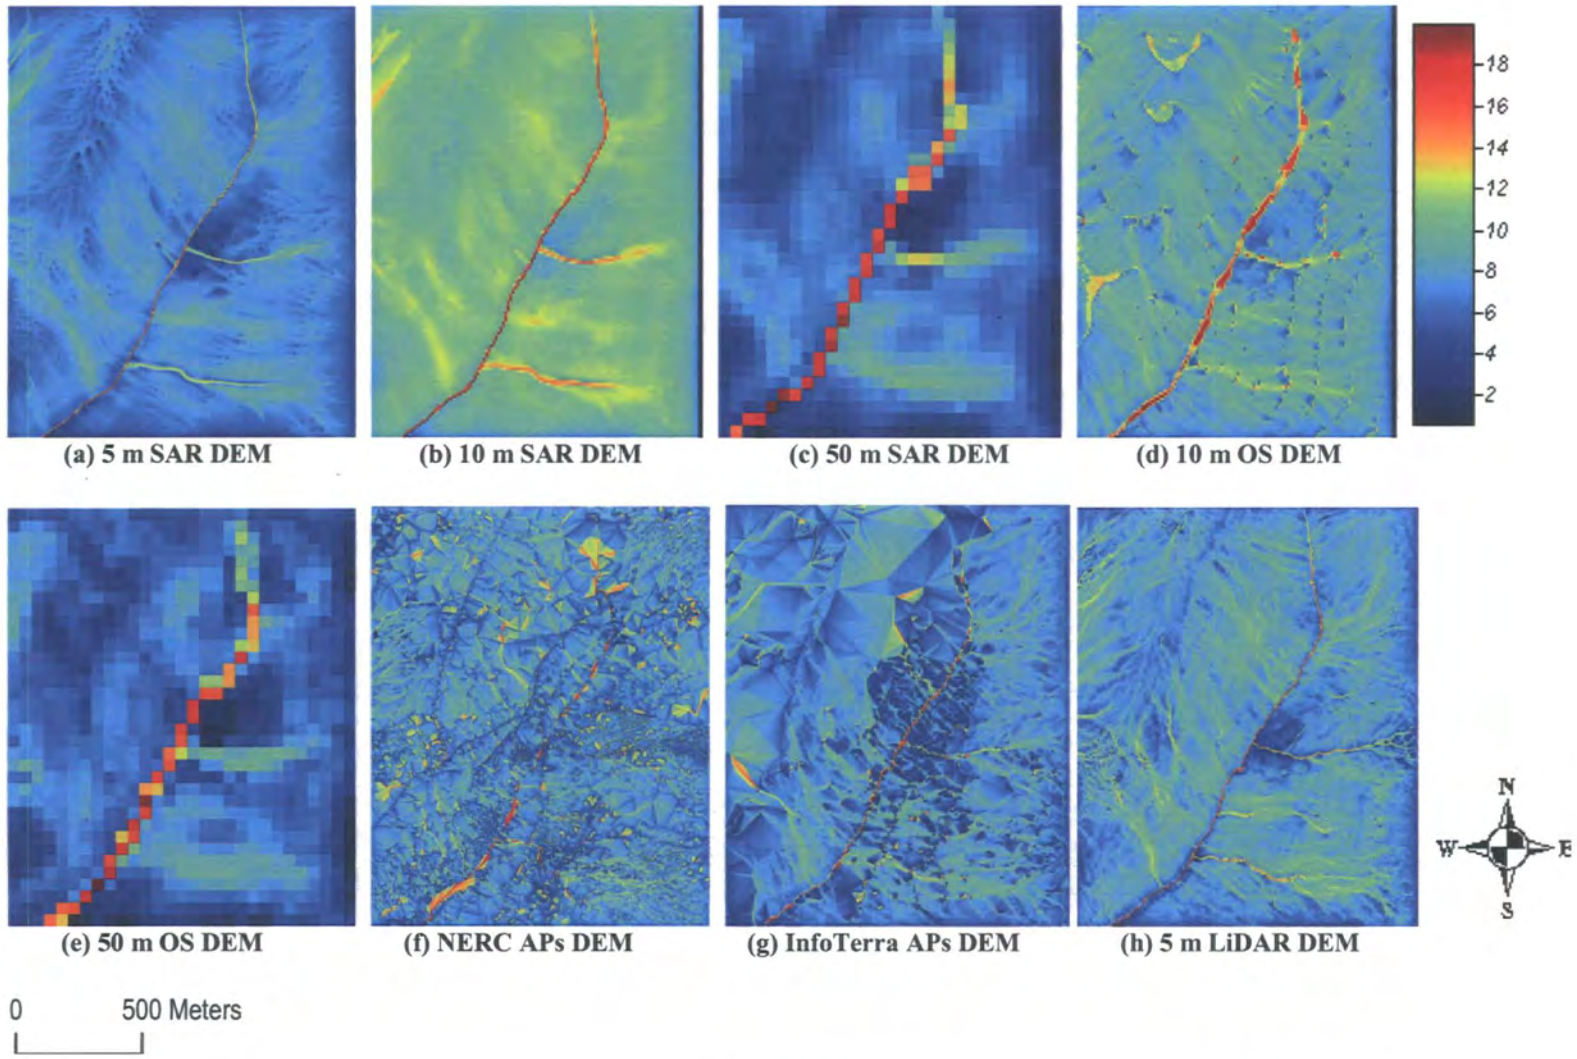 18
16
14
12
10
8
6
4
2
(a) 5 m SAR DEM
(b) 10 m SAR DEM
(c) 50 m SAR DEM
(d) 10 m OS DEM
(e) 50 m OS DEM
(f) NERC APs DEM
(g) InfoTerra APs DEM
(h) 5 m LiDAR DEM
N
W
E
S
0 500 Meters